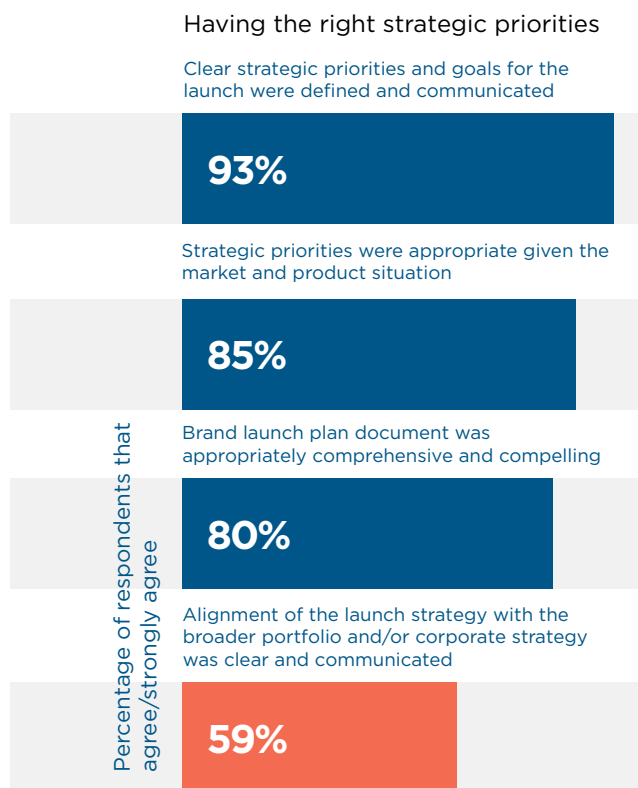 Having the right strategic priorities
Clear strategic priorities and goals for the
launch were defined and communicated
93%
Strategic priorities were appropriate given the
market and product situation
85%
Brand launch plan document was
appropriately comprehensive and compelling
80%
Alignment of the launch strategy with the
broader portfolio and/or corporate strategy
was clear and communicated
59%
Percentage of respondents that
agree/strongly agree